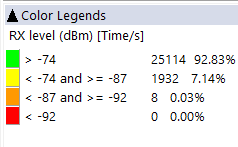 ▲ Color Legends
RX level (dBm) [Time/s]
> -74 25114 92.83%
< -74 and >= -87 1932 7.14%
< -87 and >= -92 8 0.03%
< -92 0 0.00%